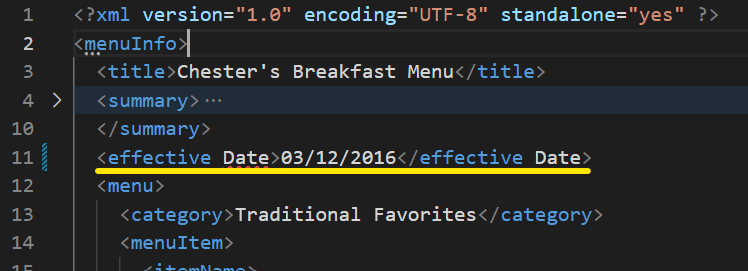 1 <?xml version="1.0" encoding="UTF-8" standalone="yes" ?>
2 <menuInfo>
3 <title>Chester's Breakfast Menu</title>
4 <summary>…
10 </summary>
11 <effective Date>03/12/2016</effective Date>
12 <menu>
13 <category>Traditional Favorites</category>
14 <menuItem>
15 <itemName>